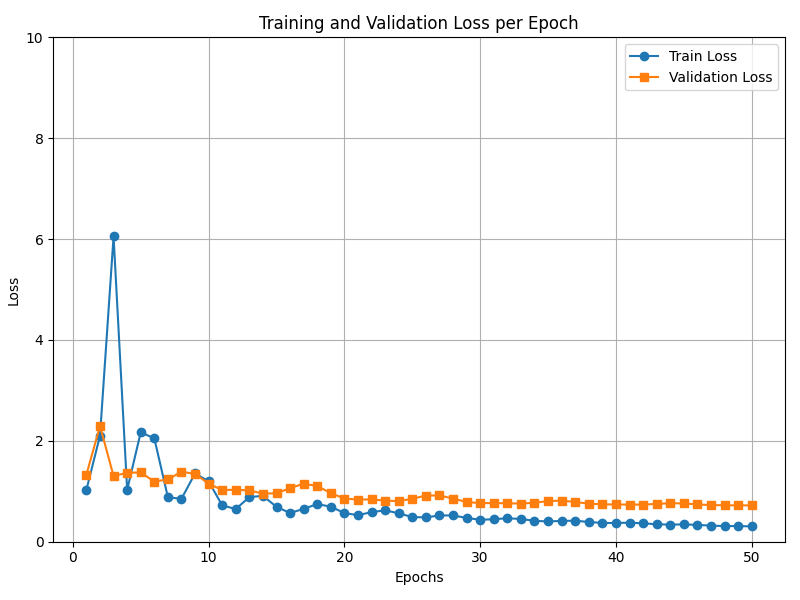 Training and Validation Loss per Epoch
10
8
6
4
2
0
Loss
Train Loss
Validation Loss
0 10 20 30 40 50
Epochs